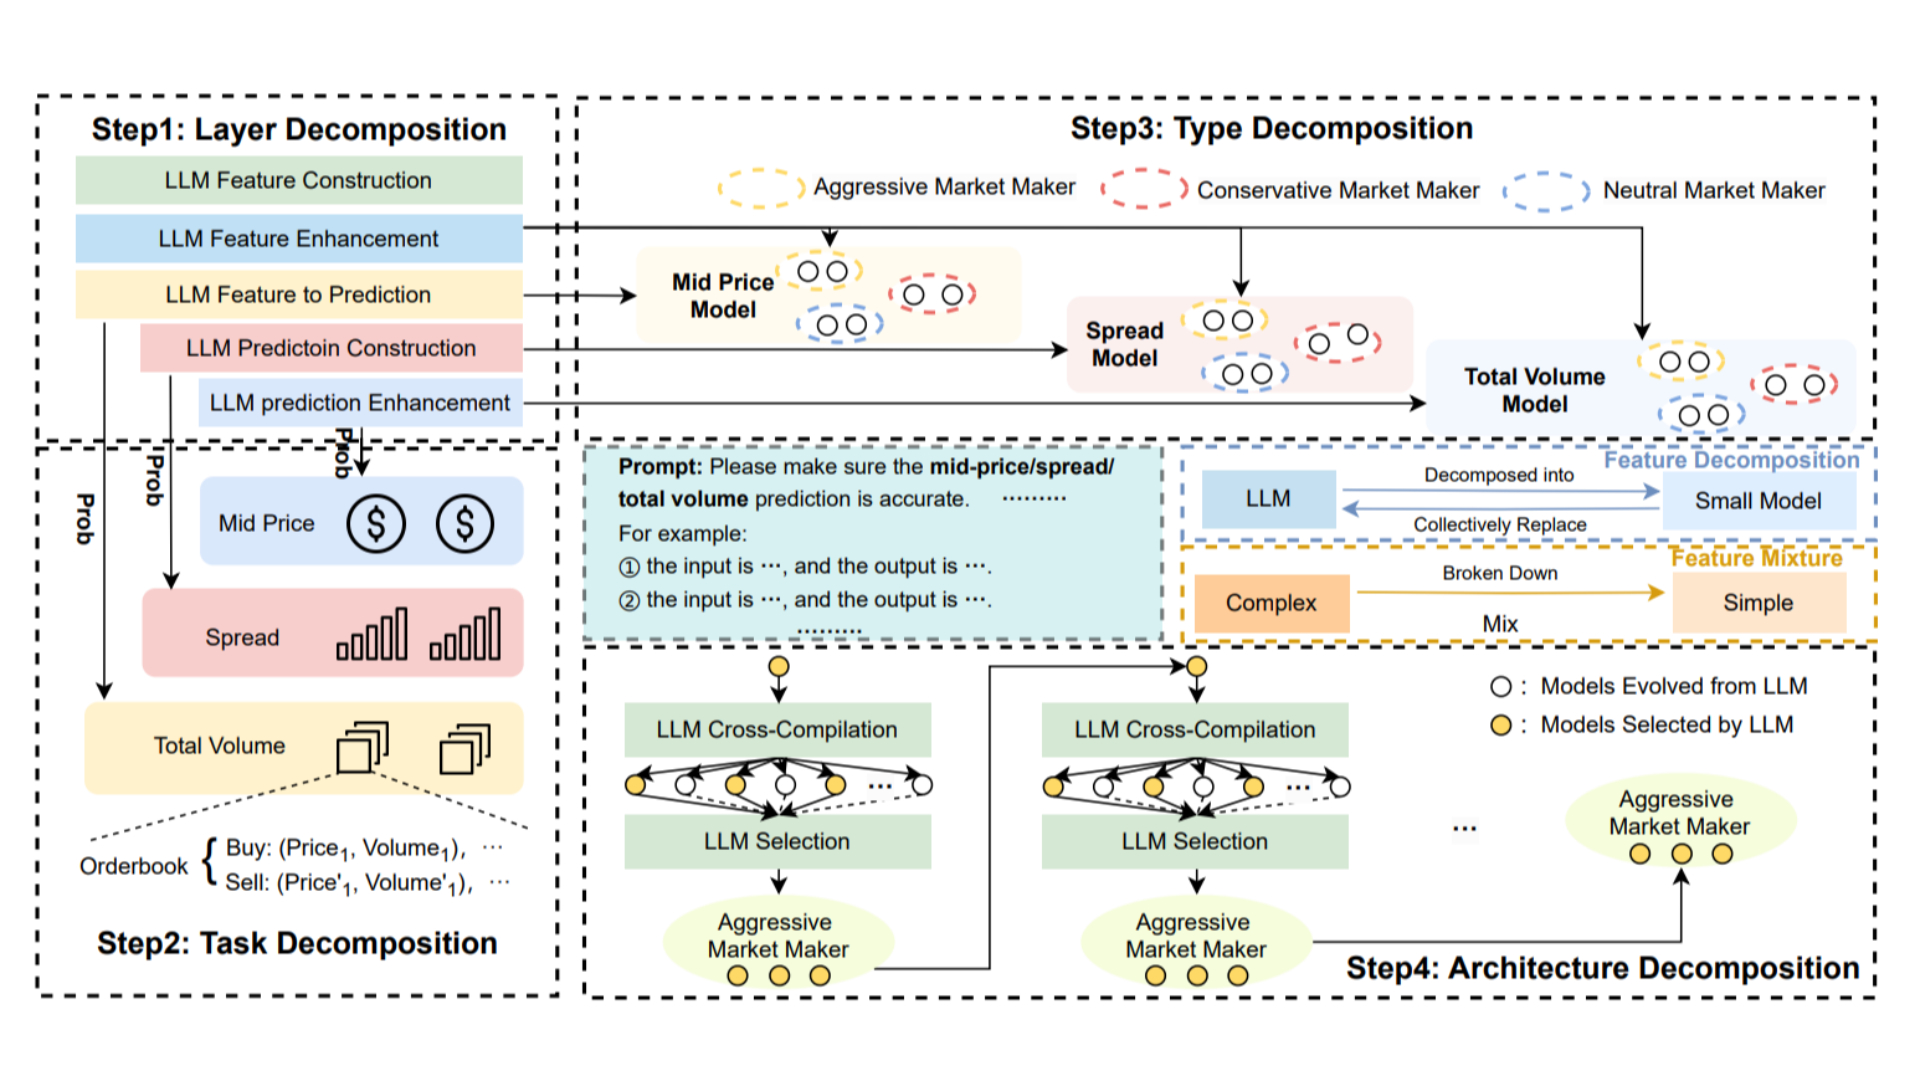 Step1: Layer Decomposition
LLM Feature Construction
LLM Feature Enhancement
LLM Feature to Prediction
LLM Predictoin Construction
LLM prediction Enhancement
Prob
Prob
Prob
Mid Price
$ $
Spread
Total Volume
Orderbook { Buy: (Price1, Volume1), ···
Sell: (Price'1, Volume'1), ···
Step2: Task Decomposition
Step3: Type Decomposition
Aggressive Market Maker
Conservative Market Maker
Neutral Market Maker
Mid Price
Model
Spread
Model
Total Volume
Model
Prompt: Please make sure the mid-price/spread/
total volume prediction is accurate. ·········
For example:
① the input is ···, and the output is ···.
② the input is ···, and the output is ···.
·········
Feature Decomposition
LLM
Decomposed into
Collectively Replace
Small Model
Feature Mixture
Complex
Broken Down
Mix
Simple
LLM Cross-Compilation
···
LLM Selection
Aggressive
Market Maker
LLM Cross-Compilation
···
LLM Selection
Aggressive
Market Maker
: Models Evolved from LLM
: Models Selected by LLM
···
Aggressive
Market Maker
Step4: Architecture Decomposition